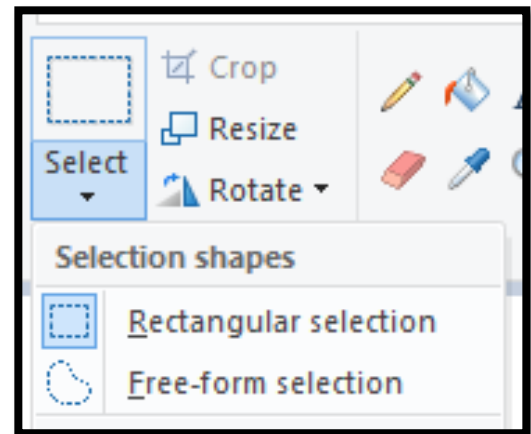 Crop
Resize
Select
Rotate
Selection shapes
Rectangular selection
Free-form selection